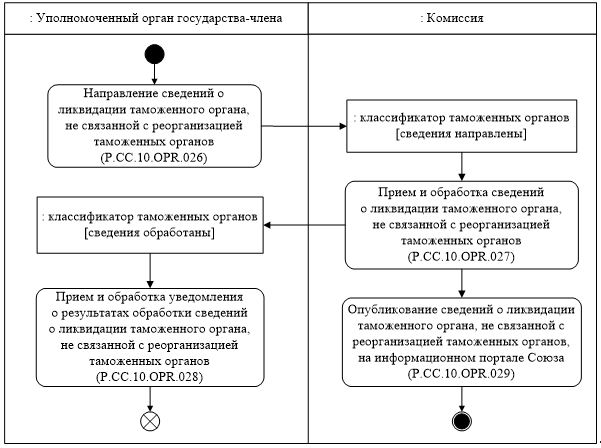 : Уполномоченный орган государства-члена
: Комиссия
Направление сведений о
ликвидации таможенного органа,
не связанной с реорганизацией
таможенных органов
(P.CC.10.OPR.026)
: классификатор таможенных органов
[сведения направлены]
Прием и обработка сведений
о ликвидации таможенного органа,
не связанной с реорганизацией
таможенных органов
(P.CC.10.OPR.027)
: классификатор таможенных органов
[сведения обработаны]
Прием и обработка уведомления
о результатах обработки сведений
о ликвидации таможенного органа,
не связанной с реорганизацией
таможенных органов
(P.CC.10.OPR.028)
Опубликование сведений о ликвидации
таможенного органа, не связанной с
реорганизацией таможенных органов,
на информационном портале Союза
(P.CC.10.OPR.029)